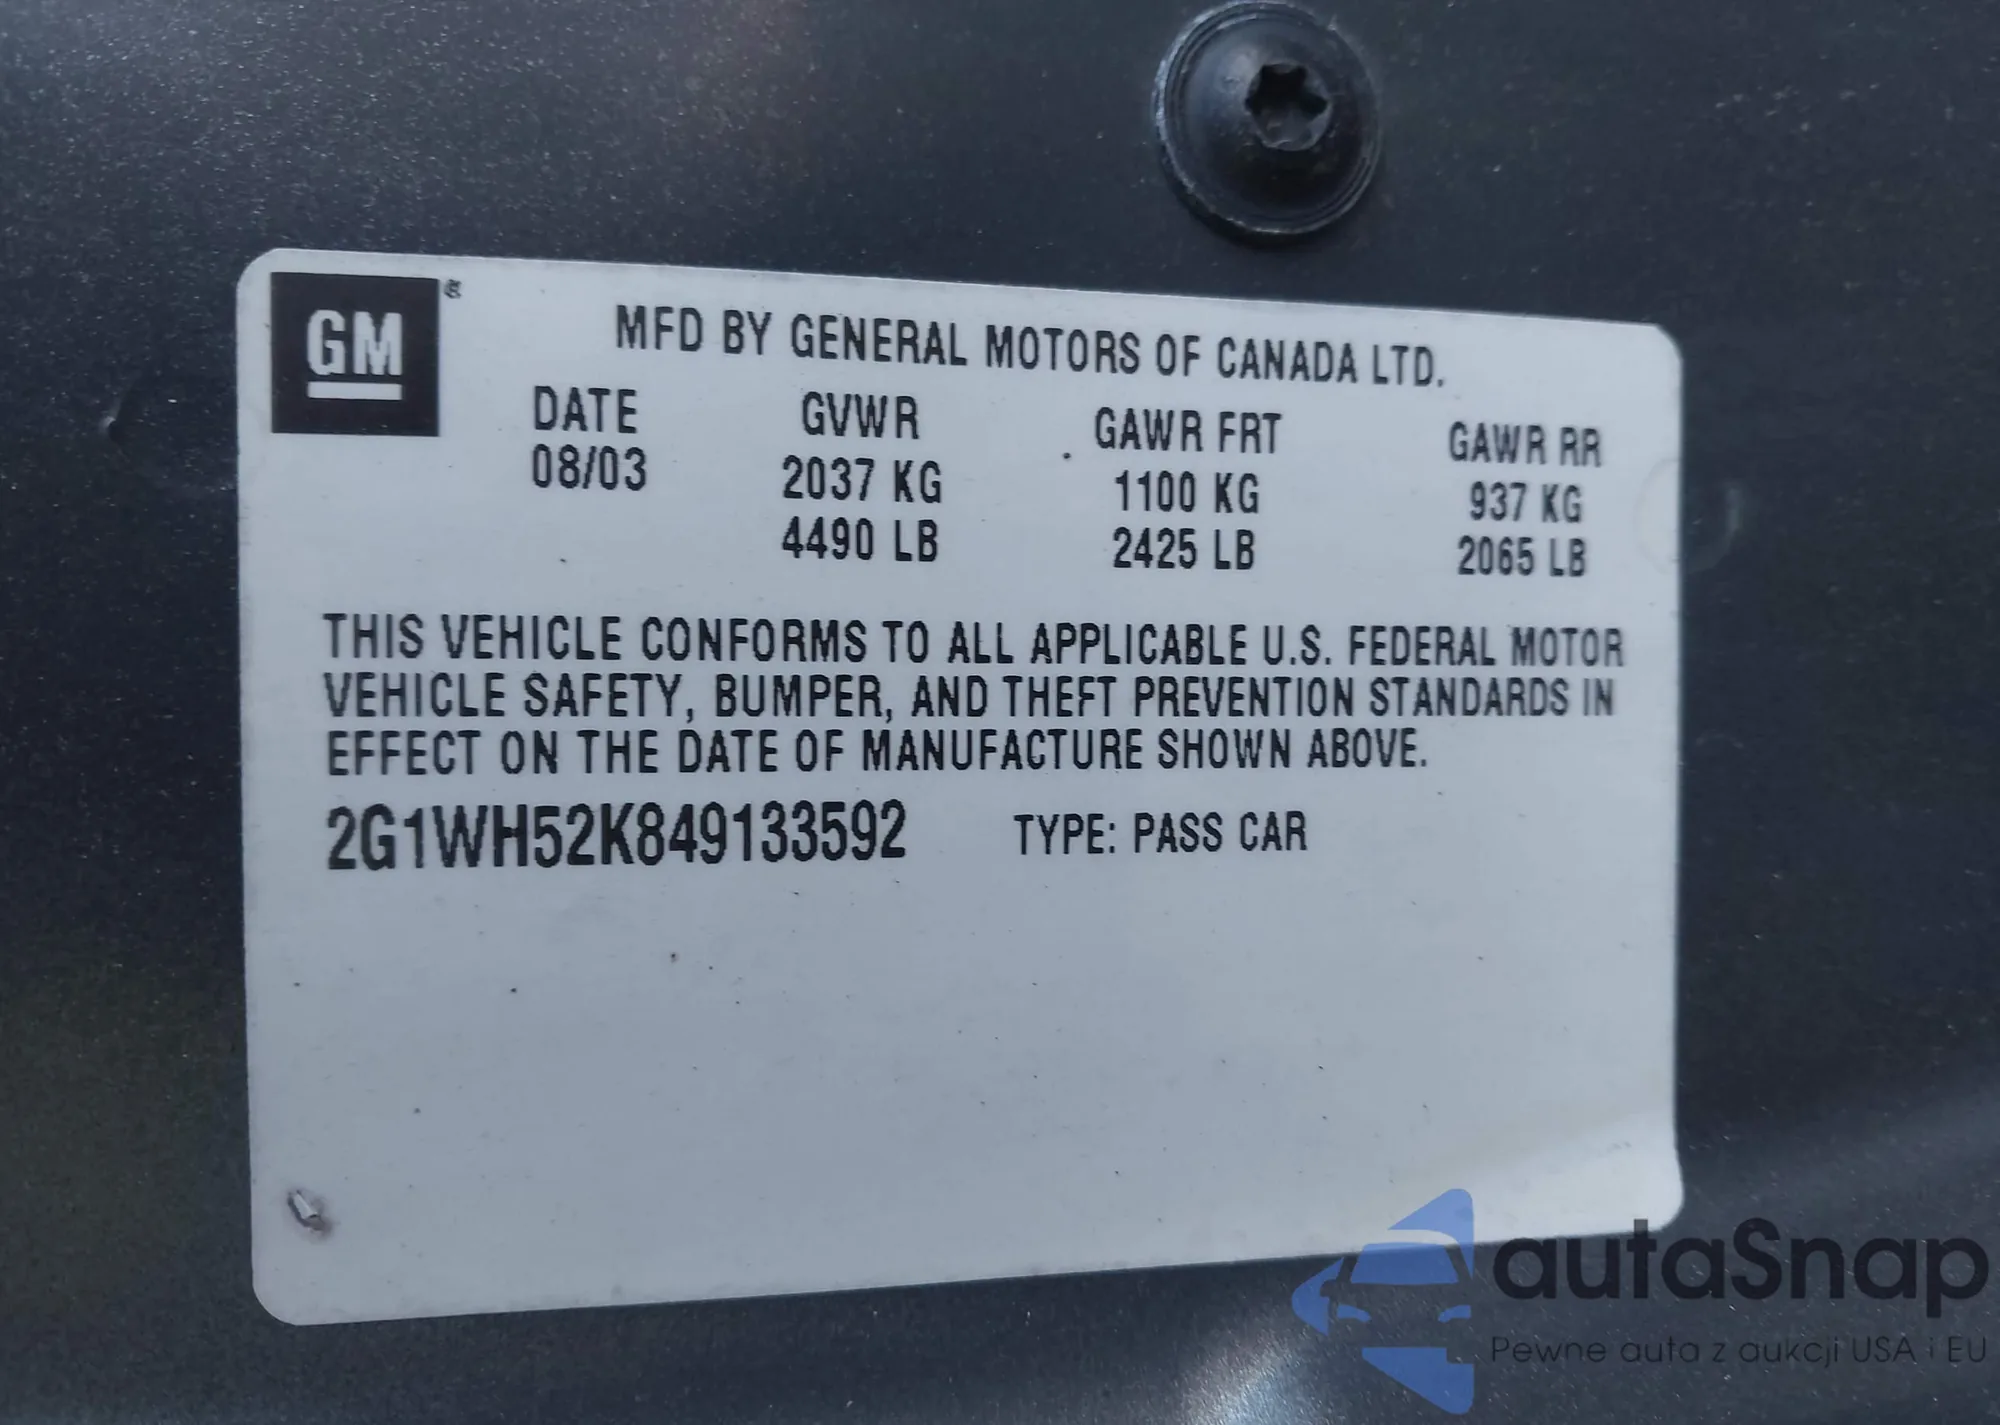 GM
MFD BY GENERAL MOTORS OF CANADA LTD.
DATE GVWR GAWR FRT GAWR RR
08/03 2037 KG 1100 KG 937 KG
4490 LB 2425 LB 2065 LB
THIS VEHICLE CONFORMS TO ALL APPLICABLE U.S. FEDERAL MOTOR
VEHICLE SAFETY, BUMPER, AND THEFT PREVENTION STANDARDS IN
EFFECT ON THE DATE OF MANUFACTURE SHOWN ABOVE.
2G1WH52K849133592 TYPE: PASS CAR
autaSnap
Pewne auta z aukcji USA i EU